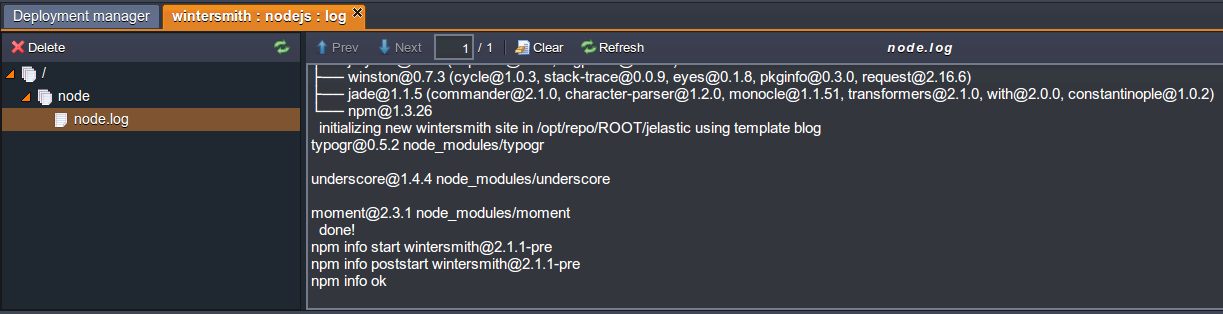 Deployment manager
wintersmith : nodejs : log
Delete
Prev Next 1 / 1 Clear Refresh node.log
/
node
node.log
├── winston@0.7.3 (cycle@1.0.3, stack-trace@0.0.9, eyes@0.1.8, pkginfo@0.3.0, request@2.16.6)
├── jade@1.1.5 (commander@2.1.0, character-parser@1.2.0, monocle@1.1.51, transformers@2.1.0, with@2.0.0, constantinople@1.0.2)
└── npm@1.3.26
initializing new wintersmith site in /opt/repo/ROOT/jelastic using template blog
typogr@0.5.2 node_modules/typogr
underscore@1.4.4 node_modules/underscore
moment@2.3.1 node_modules/moment
done!
npm info start wintersmith@2.1.1-pre
npm info poststart wintersmith@2.1.1-pre
npm info ok